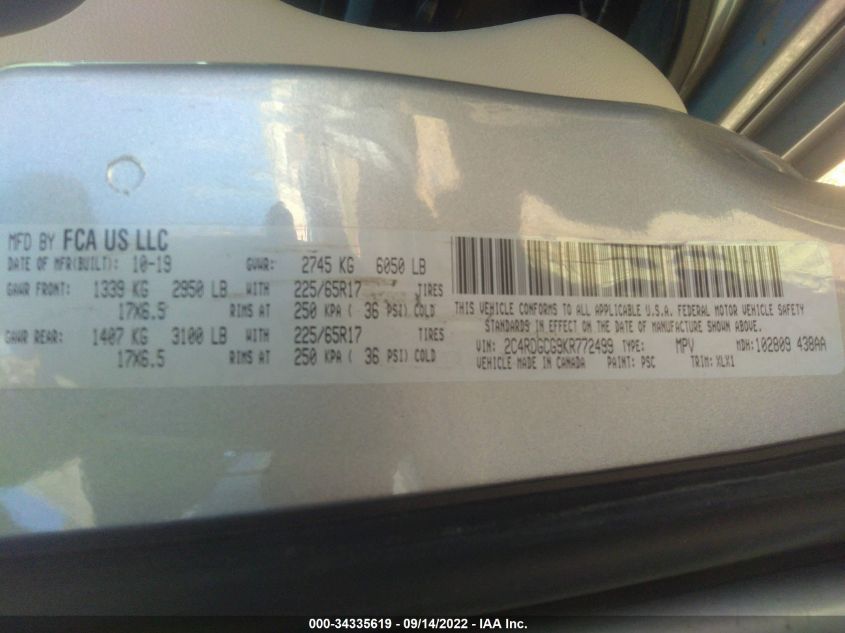 MFD BY FCA US LLC
DATE OF MFR(BUILT): 10-19 GVWR: 2745 KG 6050 LB
GAWR FRONT: 1339 KG 2950 LB WITH 225/65R17 TIRES
17X6.5 RIMS AT 250 KPA ( 36 PSI) COLD
GAWR REAR: 1407 KG 3100 LB WITH 225/65R17 TIRES
17X6.5 RIMS AT 250 KPA ( 36 PSI) COLD
THIS VEHICLE CONFORMS TO ALL APPLICABLE U.S.A. FEDERAL MOTOR VEHICLE SAFETY
STANDARDS IN EFFECT ON THE DATE OF MANUFACTURE SHOWN ABOVE.
VIN: 2C4RDGCG9KR772499 TYPE: MPV MDH: 102809 438AA
VEHICLE MADE IN CANADA PAINT: PSC TRIM: XLX1
000-34335619 - 09/14/2022 - IAA Inc.